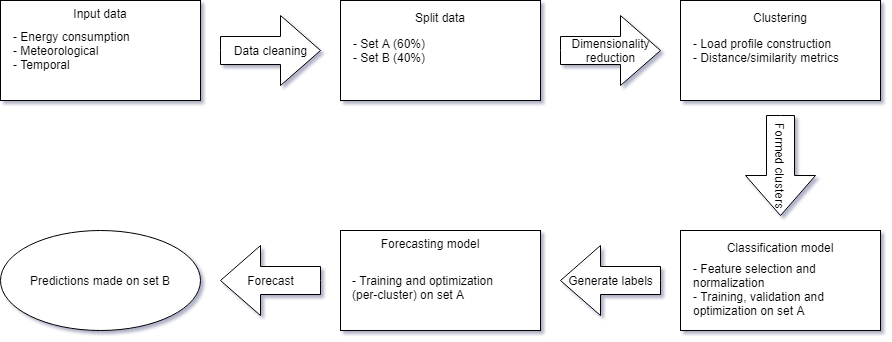 Input data
- Energy consumption
- Meteorological
- Temporal
Data cleaning
Split data
- Set A (60%)
- Set B (40%)
Dimensionality
reduction
Clustering
- Load profile construction
- Distance/similarity metrics
Formed clusters
Classification model
- Feature selection and
normalization
- Training, validation and
optimization on set A
Generate labels
Forecasting model
- Training and optimization
(per-cluster) on set A
Forecast
Predictions made on set B